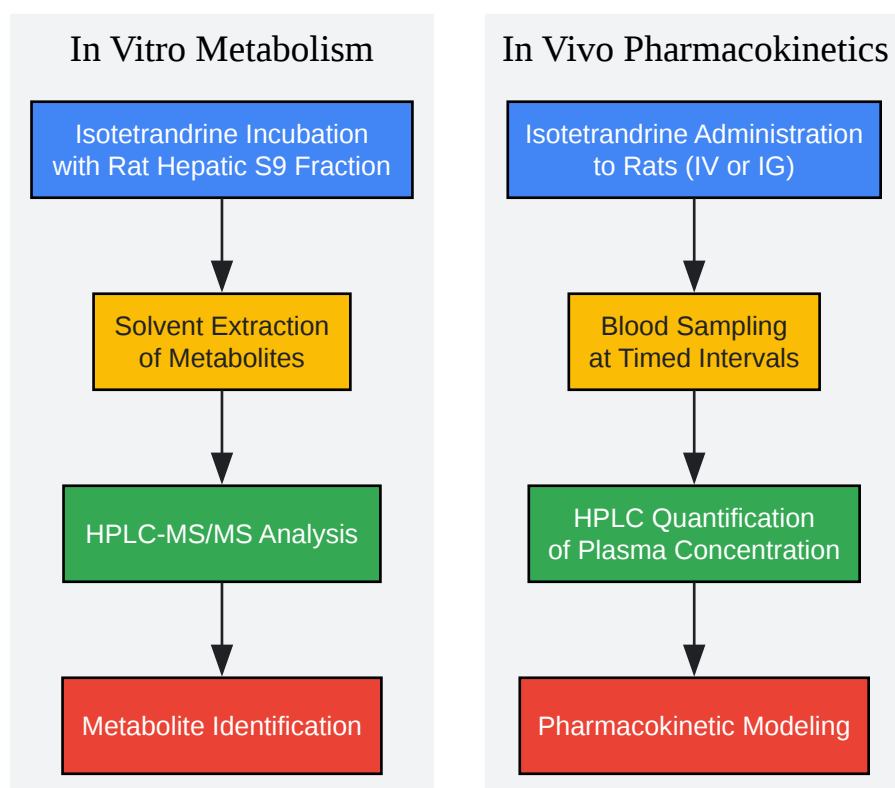 In Vitro Metabolism
Isotetrandrine Incubation
with Rat Hepatic S9 Fraction
Solvent Extraction
of Metabolites
HPLC-MS/MS Analysis
Metabolite Identification
In Vivo Pharmacokinetics
Isotetrandrine Administration
to Rats (IV or IG)
Blood Sampling
at Timed Intervals
HPLC Quantification
of Plasma Concentration
Pharmacokinetic Modeling